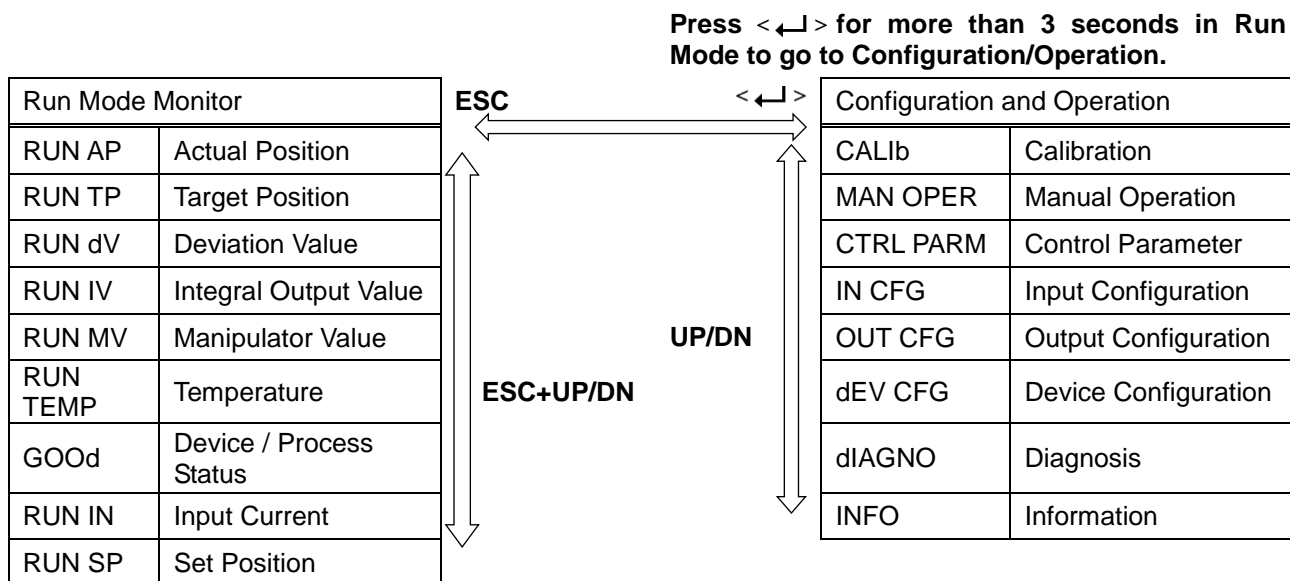 Press <↵> for more than 3 seconds in Run
Mode to go to Configuration/Operation.
Run Mode Monitor
ESC
<↵>
Configuration and Operation
RUN AP Actual Position
RUN TP Target Position
RUN dV Deviation Value
RUN IV Integral Output Value
RUN MV Manipulator Value
RUN
TEMP
Temperature
GOOd
Device / Process
Status
RUN IN Input Current
RUN SP Set Position
ESC+UP/DN
UP/DN
CALIb Calibration
MAN OPER Manual Operation
CTRL PARM Control Parameter
IN CFG Input Configuration
OUT CFG Output Configuration
dEV CFG Device Configuration
dIAGNO Diagnosis
INFO Information